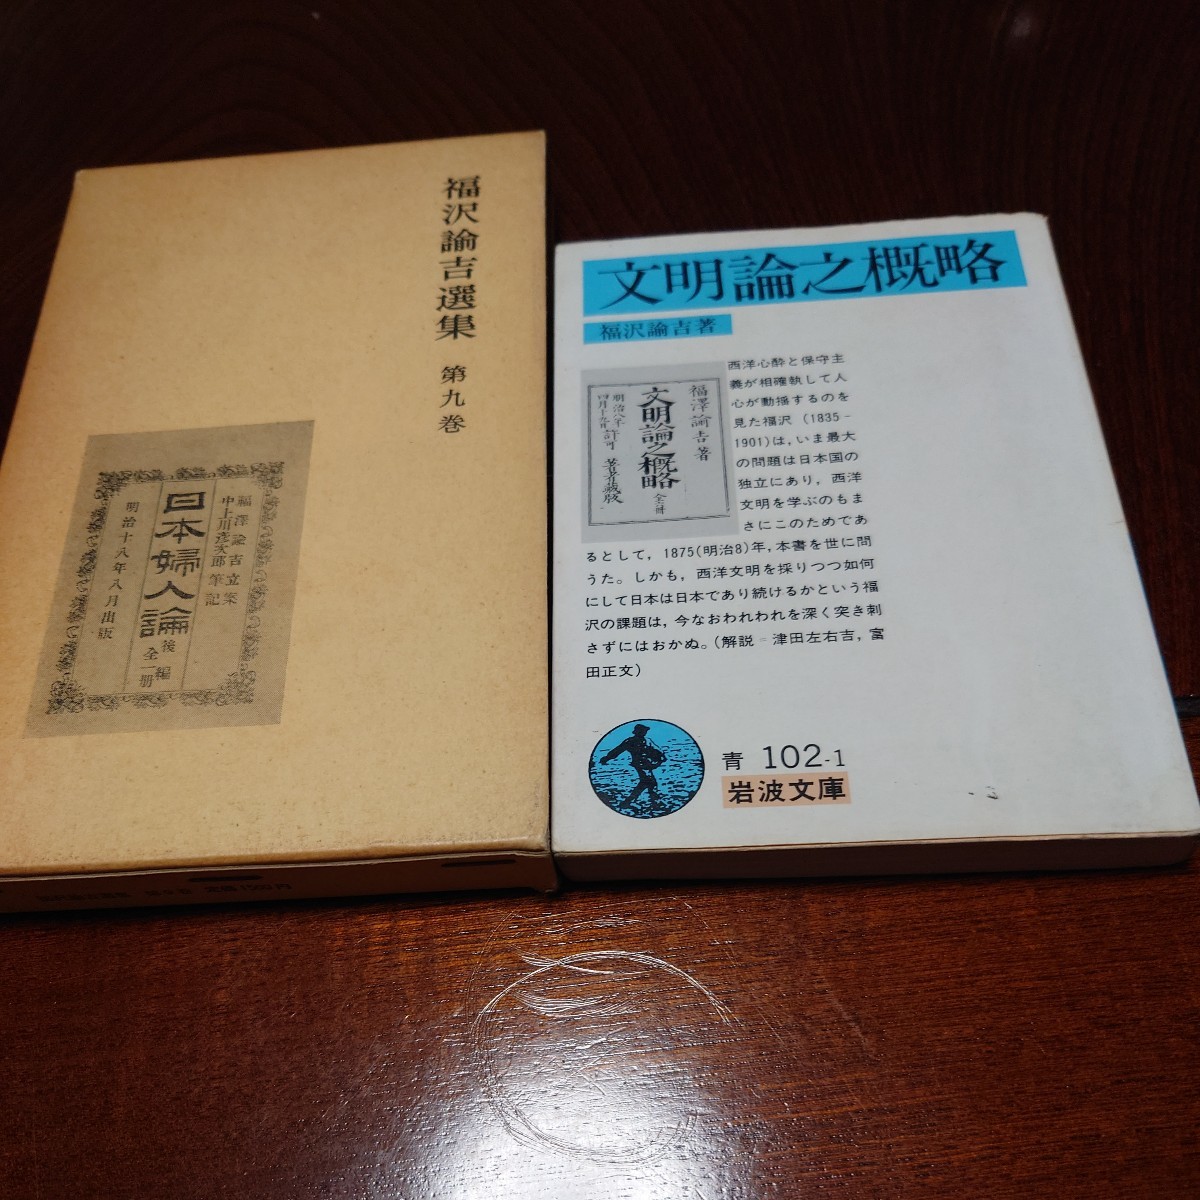 福沢諭吉選集 第九巻
福澤諭吉立案
中上川彦次郎筆記
日本婦人論
後編
全一册
明治十八年八月出版
文明論之概略
福沢諭吉著
福澤諭吉著
文明論之概略
全六冊
明治八年
四月十九日許可
著者蔵版
西洋心酔と保守主
義が相確執して人
心が動揺するのを
見た福沢（1835-
1901）は，いま最大
の問題は日本国の
独立にあり，西洋
文明を学ぶのもま
さにこのためであ
るとして，1875（明治8）年，本書を世に問
うた。しかも，西洋文明を採りつつ如何
にして日本は日本であり続けるかという福
沢の課題は，今なおわれわれを深く突き刺
さずにはおかぬ。（解説＝津田左右吉，富
田正文）
青 102-1
岩波文庫